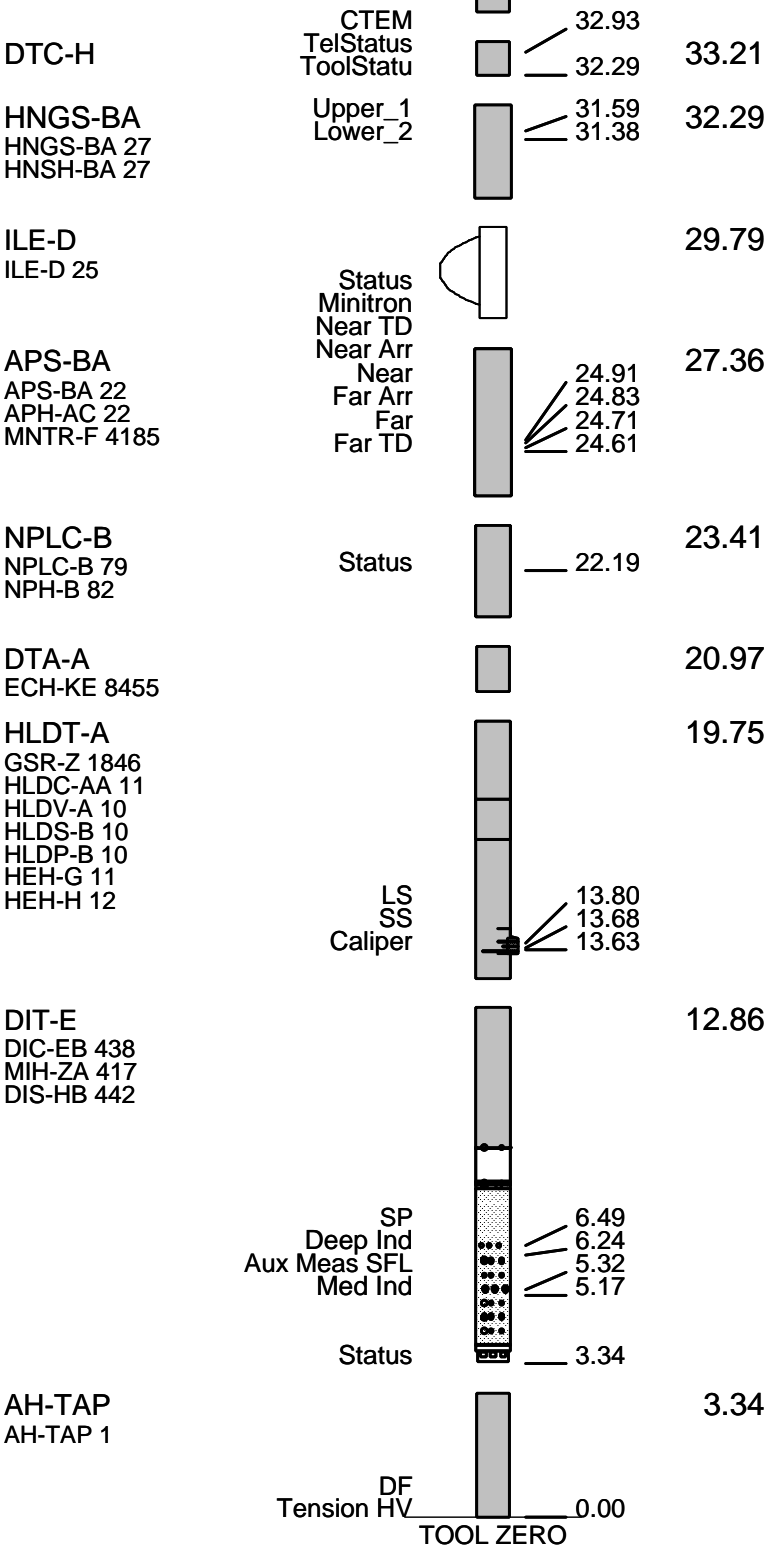 CTEM 32.93
DTC-H TelStatus 33.21
ToolStatu 32.29
HNGS-BA Upper_1 31.59 32.29
Lower_2 31.38
HNGS-BA 27
HNSH-BA 27
ILE-D 29.79
ILE-D 25
Status
Minitron
Near TD
Near Arr
APS-BA 27.36
Near 24.91
APS-BA 22
Far Arr 24.83
APH-AC 22 Far 24.71
MNTR-F 4185 Far TD 24.61
NPLC-B 23.41
NPLC-B 79 Status 22.19
NPH-B 82
DTA-A 20.97
ECH-KE 8455
HLDT-A 19.75
GSR-Z 1846
HLDC-AA 11
HLDV-A 10
HLDS-B 10
HLDP-B 10
HEH-G 11
HEH-H 12 LS 13.80
SS 13.68
Caliper 13.63
DIT-E 12.86
DIC-EB 438
MIH-ZA 417
DIS-HB 442
SP 6.49
Deep Ind 6.24
Aux Meas SFL 5.32
Med Ind 5.17
Status 3.34
AH-TAP 3.34
AH-TAP 1
DF
Tension HV 0.00
TOOL ZERO